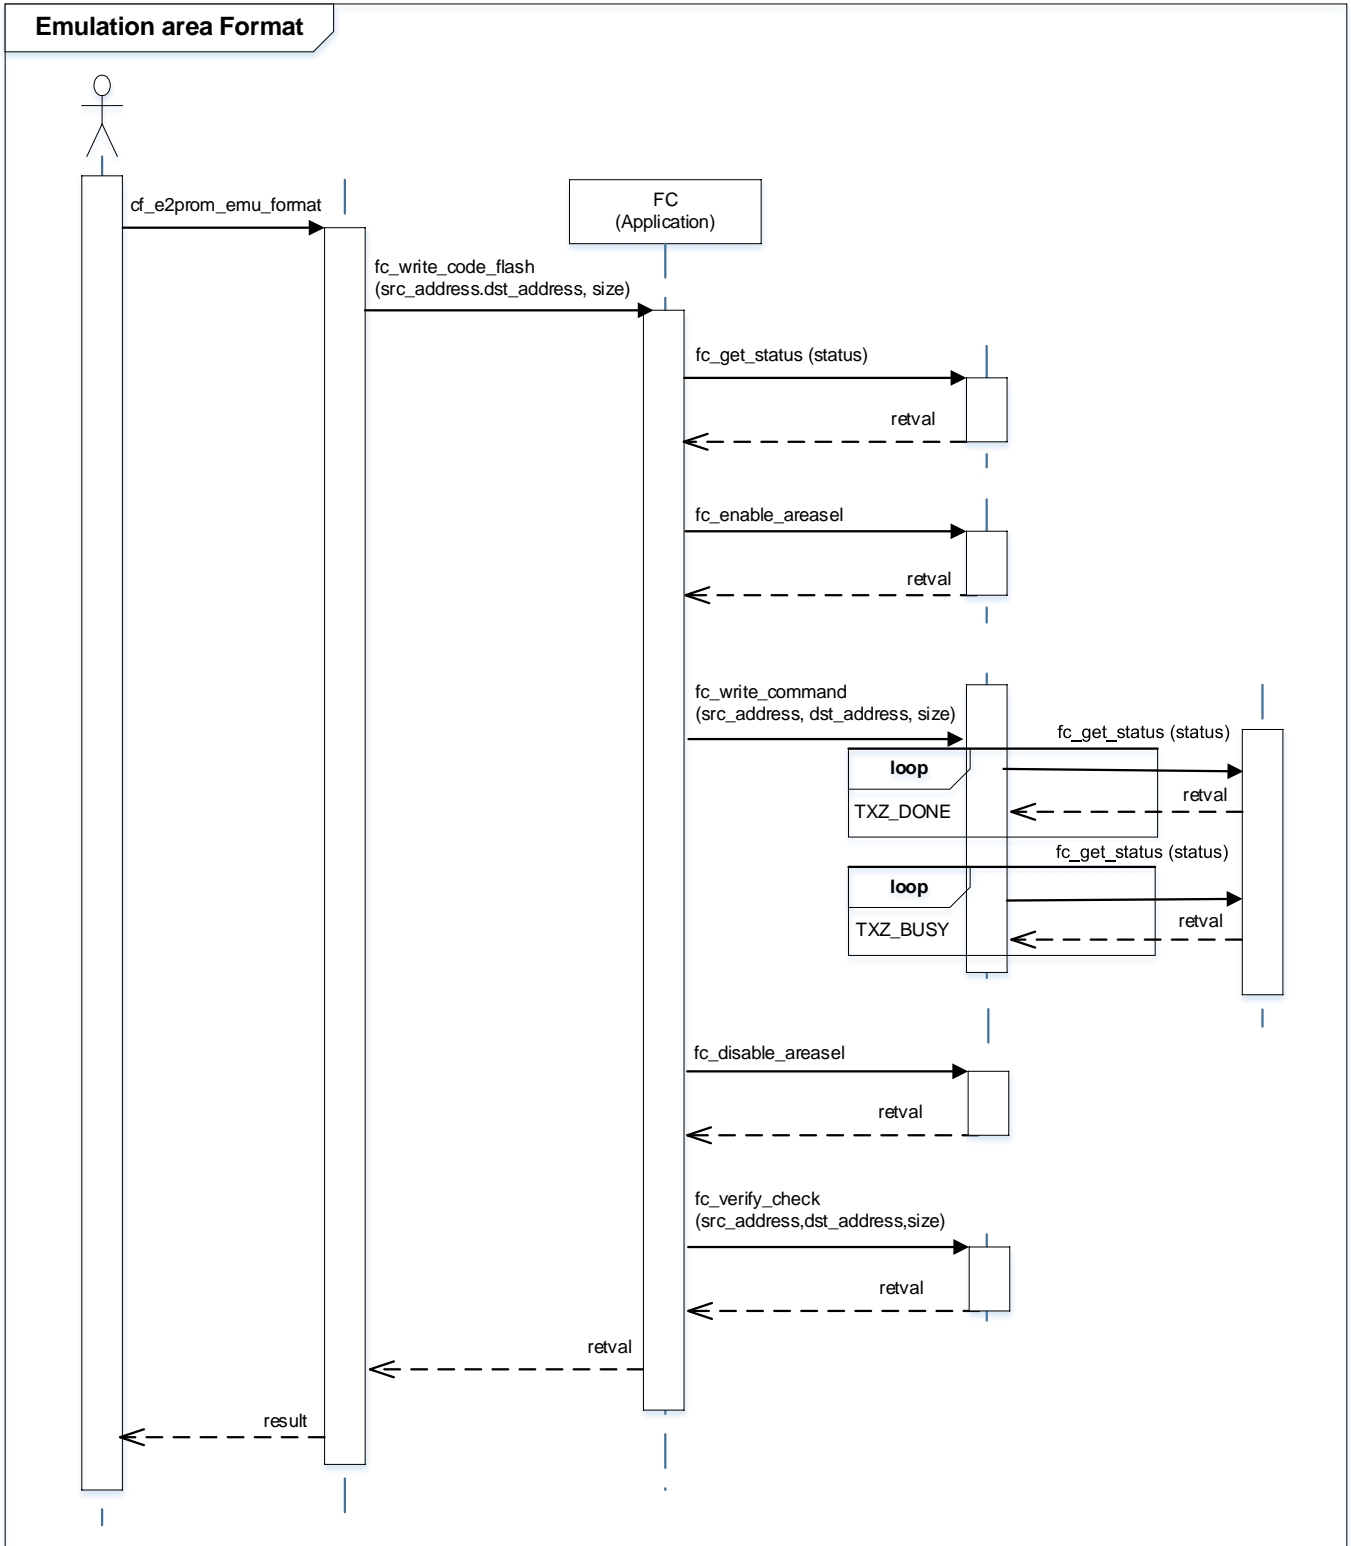 Emulation area Format
cf_e2prom_emu_format
FC
(Application)
fc_write_code_flash
(src_address.dst_address, size)
fc_get_status (status)
retval
fc_enable_areasel
retval
fc_write_command
(src_address, dst_address, size)
fc_get_status (status)
loop
retval
TXZ_DONE
fc_get_status (status)
loop
retval
TXZ_BUSY
fc_disable_areasel
retval
fc_verify_check
(src_address,dst_address,size)
retval
retval
result